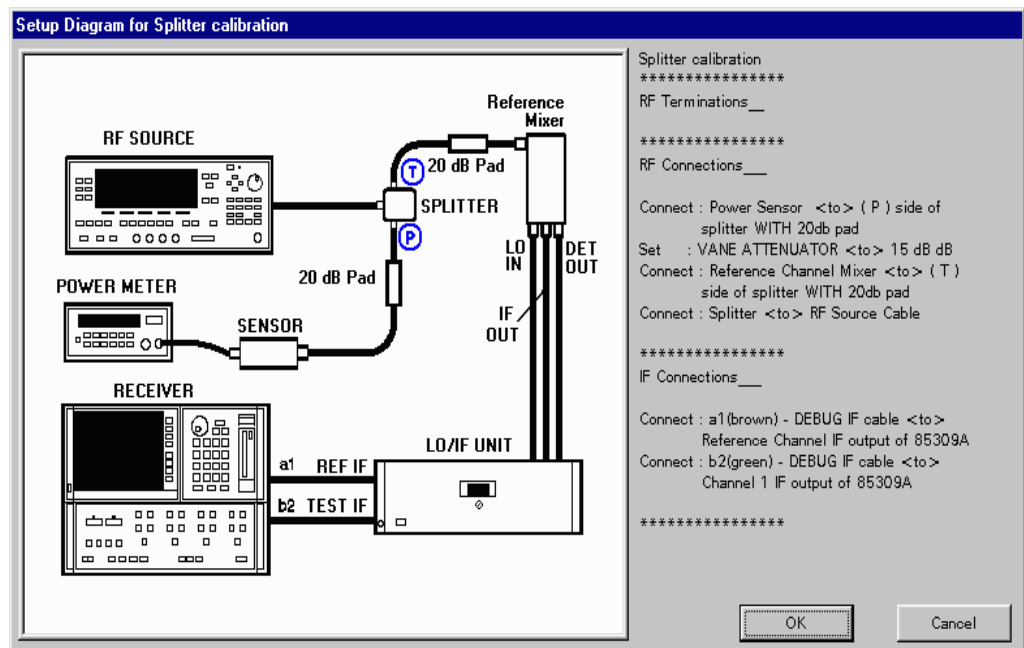 Setup Diagram for Splitter calibration
Reference
Mixer
RF SOURCE
T
20 dB Pad
SPLITTER
P
LO
IN
DET
OUT
20 dB Pad
POWER METER
IF
OUT
SENSOR
RECEIVER
LO/IF UNIT
a1 REF IF
b2 TEST IF
Splitter calibration
****************
RF Terminations__
****************
RF Connections___
Connect : Power Sensor <to> ( P ) side of
splitter WITH 20db pad
Set : VANE ATTENUATOR <to> 15 dB dB
Connect : Reference Channel Mixer <to> ( T )
side of splitter WITH 20db pad
Connect : Splitter <to> RF Source Cable
****************
IF Connections___
Connect : a1(brown) - DEBUG IF cable <to>
Reference Channel IF output of 85309A
Connect : b2(green) - DEBUG IF cable <to>
Channel 1 IF output of 85309A
****************
OK
Cancel